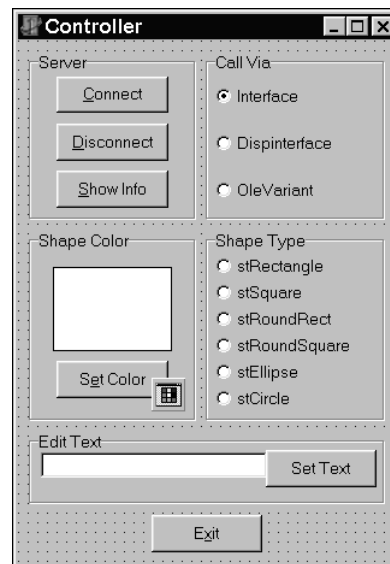 Controller
Server
Connect
Disconnect
Show Info
Call Via
Interface
Dispinterface
OleVariant
Shape Color
Set Color
Shape Type
stRectangle
stSquare
stRoundRect
stRoundSquare
stEllipse
stCircle
Edit Text
Set Text
Exit